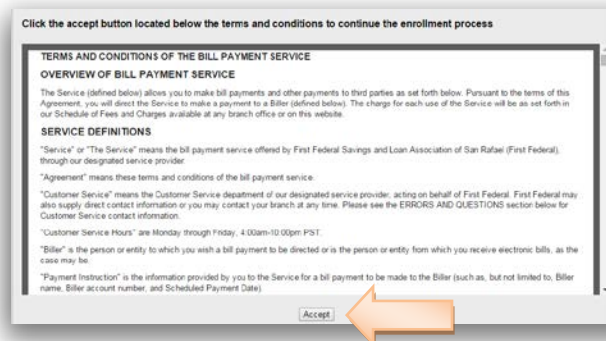 Click the accept button located below the terms and conditions to continue the enrollment process
TERMS AND CONDITIONS OF THE BILL PAYMENT SERVICE
OVERVIEW OF BILL PAYMENT SERVICE
The Service (defined below) allows you to make bill payments and other payments to third parties as set forth below. Pursuant to the terms of this
Agreement, you will direct the Service to make a payment to a Biller (defined below). The charge for each use of the Service will be as set forth in
our Schedule of Fees and Charges available at any branch office or on this website.
SERVICE DEFINITIONS
"Service" or "The Service" means the bill payment service offered by First Federal Savings and Loan Association of San Rafael (First Federal),
through our designated service provider.
"Agreement" means these terms and conditions of the bill payment service.
"Customer Service" means the Customer Service department of our designated service provider, acting on behalf of First Federal. First Federal may
also supply direct contact information or you may contact your branch at any time. Please see the ERRORS AND QUESTIONS section below for
Customer Service contact information.
"Customer Service Hours" are Monday through Friday, 4:00am-10:00pm PST.
"Biller" is the person or entity to which you wish a bill payment to be directed or is the person or entity from which you receive electronic bills, as the
case may be.
"Payment Instruction" is the information provided by you to the Service for a bill payment to be made to the Biller (such as, but not limited to, Biller
name, Biller account number, and Scheduled Payment Date).
Accept